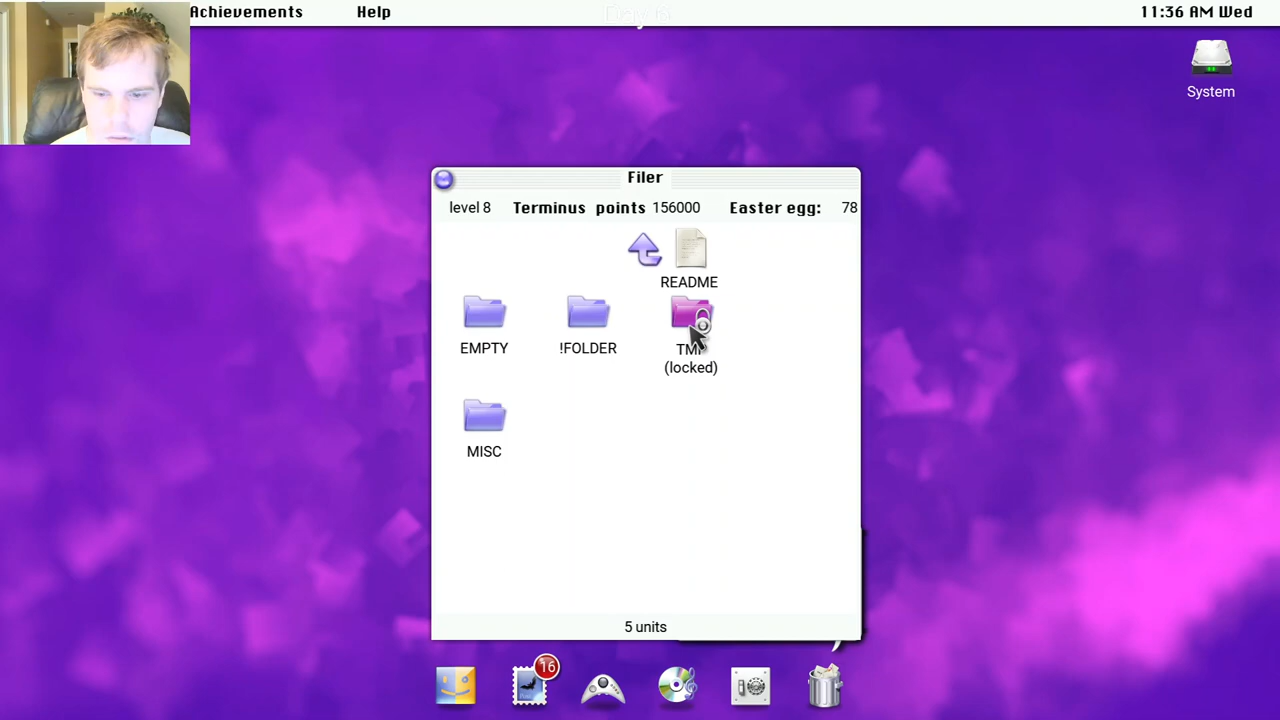 Achievements Help 11:36 AM Wed
System
Filer
level 8 Terminus points 156000 Easter egg: 78
README
EMPTY !FOLDER
(locked)
MISC
5 units
16